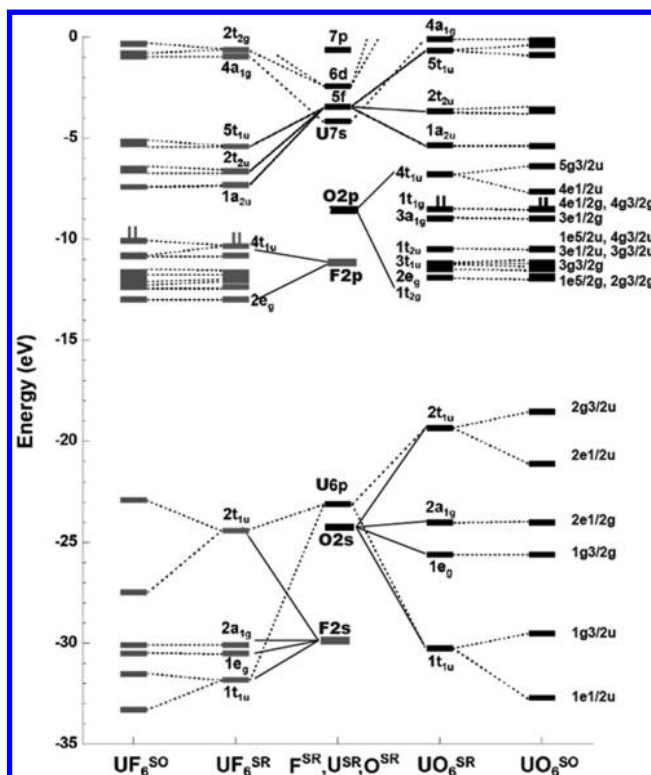 0
-5
-10
-15
-20
-25
-30
-35
Energy (eV)
2t2g
4a1g
5t1u
2t2u
1a2u
4t1u
2eg
2t1u
2a1g
1eg
1t1u
7p
6d
5f
U7s
O2p
F2p
U6p
O2s
F2s
4a1g
5t1u
2t2u
1a2u
4t1u
1t1g
3a1g
1t2u
3t1u
2eg
1t2g
2t1u
2a1g
1eg
1t1u
5g3/2u
4e1/2u
4e1/2g, 4g3/2g
3e1/2g
1e5/2u, 4g3/2u
3e1/2u, 3g3/2u
3g3/2g
1e5/2g, 2g3/2g
2g3/2u
2e1/2u
2e1/2g
1g3/2g
1g3/2u
1e1/2u
UF6SO UF6SR FSR,USR,OSR UO6SR UO6SO